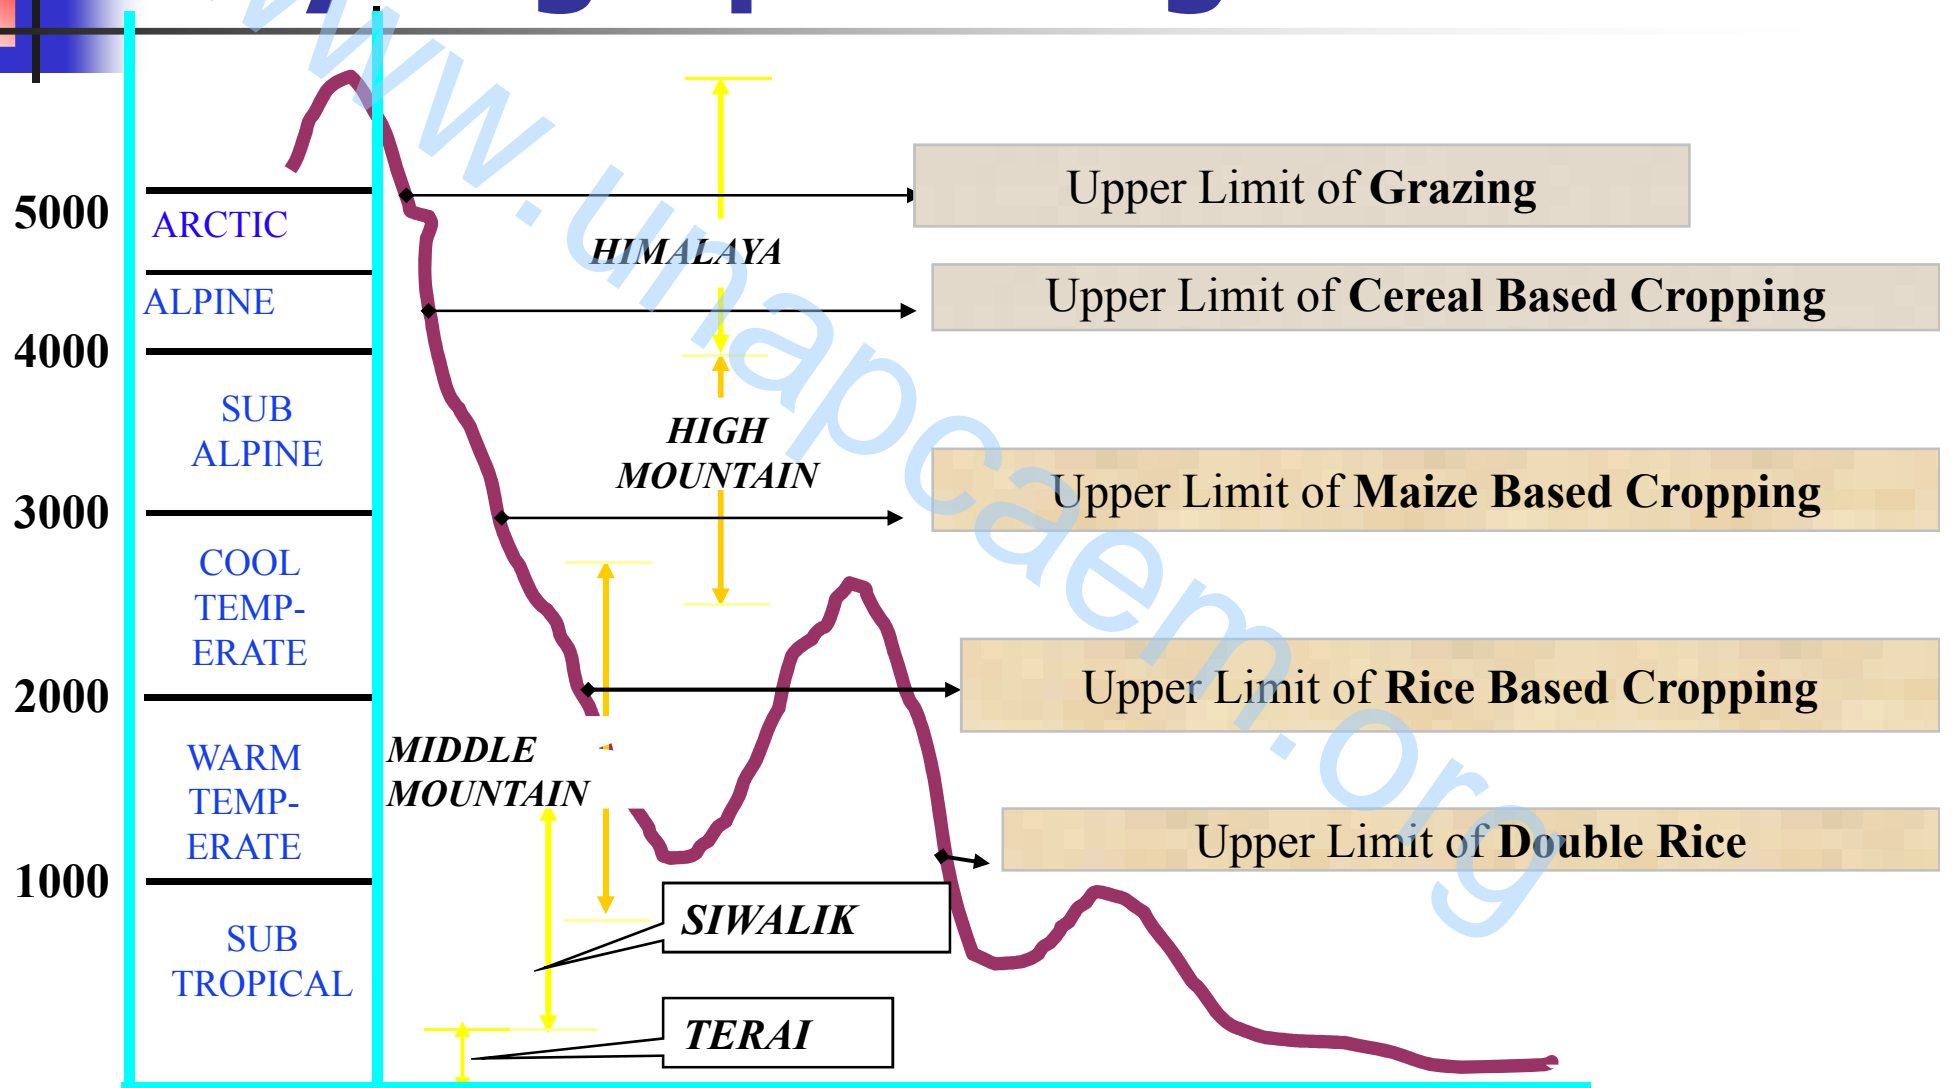 5000
ARCTIC
Upper Limit of Grazing
HIMALAYA
ALPINE
Upper Limit of Cereal Based Cropping
4000
SUB
ALPINE
HIGH
MOUNTAIN
Upper Limit of Maize Based Cropping
3000
COOL
TEMP-
ERATE
2000
Upper Limit of Rice Based Cropping
WARM
TEMP-
ERATE
MIDDLE
MOUNTAIN
Upper Limit of Double Rice
1000
SIWALIK
SUB
TROPICAL
TERAI
www.unapcaem.org